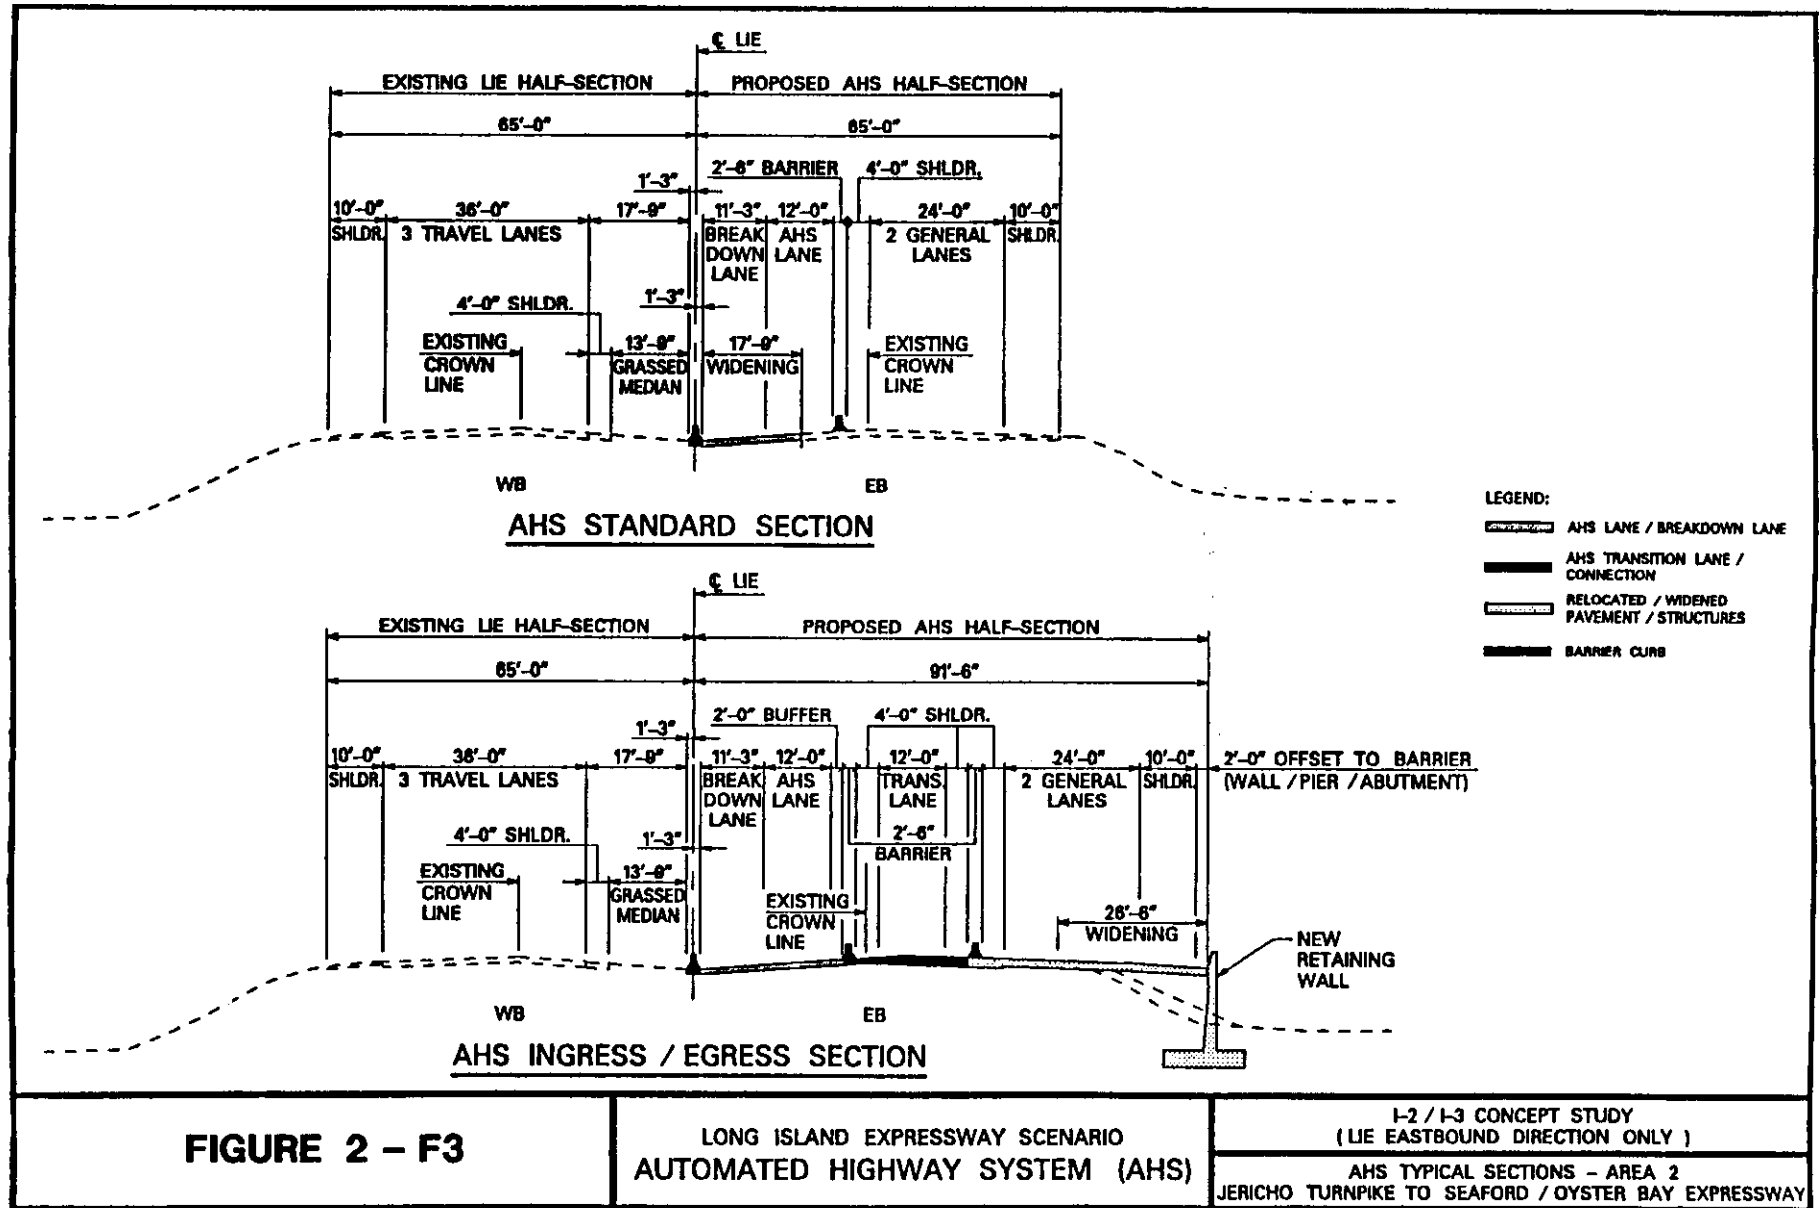 ℄ LIE
EXISTING LIE HALF-SECTION
PROPOSED AHS HALF-SECTION
65'-0"
65'-0"
2'-6" BARRIER
4'-0" SHLDR.
1'-3"
10'-0"
36'-0"
17'-9"
11'-3"
12'-0"
24'-0"
10'-0"
SHLDR.
3 TRAVEL LANES
BREAK
DOWN
LANE
AHS
LANE
2 GENERAL
LANES
SHLDR.
1'-3"
4'-0" SHLDR.
EXISTING
CROWN
LINE
13'-9"
GRASSED
MEDIAN
17'-9"
WIDENING
EXISTING
CROWN
LINE
WB
EB
AHS STANDARD SECTION
LEGEND:
AHS LANE / BREAKDOWN LANE
AHS TRANSITION LANE /
CONNECTION
RELOCATED / WIDENED
PAVEMENT / STRUCTURES
BARRIER CURB
℄ LIE
EXISTING LIE HALF-SECTION
PROPOSED AHS HALF-SECTION
65'-0"
91'-6"
2'-0" BUFFER
4'-0" SHLDR.
1'-3"
10'-0"
36'-0"
17'-9"
11'-3"
12'-0"
12'-0"
24'-0"
10'-0"
2'-0" OFFSET TO BARRIER
(WALL / PIER / ABUTMENT)
SHLDR.
3 TRAVEL LANES
BREAK
DOWN
LANE
AHS
LANE
TRANS.
LANE
2 GENERAL
LANES
SHLDR.
4'-0" SHLDR.
1'-3"
2'-6"
BARRIER
EXISTING
CROWN
LINE
13'-9"
GRASSED
MEDIAN
EXISTING
CROWN
LINE
26'-6"
WIDENING
NEW
RETAINING
WALL
WB
EB
AHS INGRESS / EGRESS SECTION
FIGURE 2 – F3
LONG ISLAND EXPRESSWAY SCENARIO
AUTOMATED HIGHWAY SYSTEM (AHS)
I-2 / I-3 CONCEPT STUDY
( LIE EASTBOUND DIRECTION ONLY )
AHS TYPICAL SECTIONS – AREA 2
JERICHO TURNPIKE TO SEAFORD / OYSTER BAY EXPRESSWAY